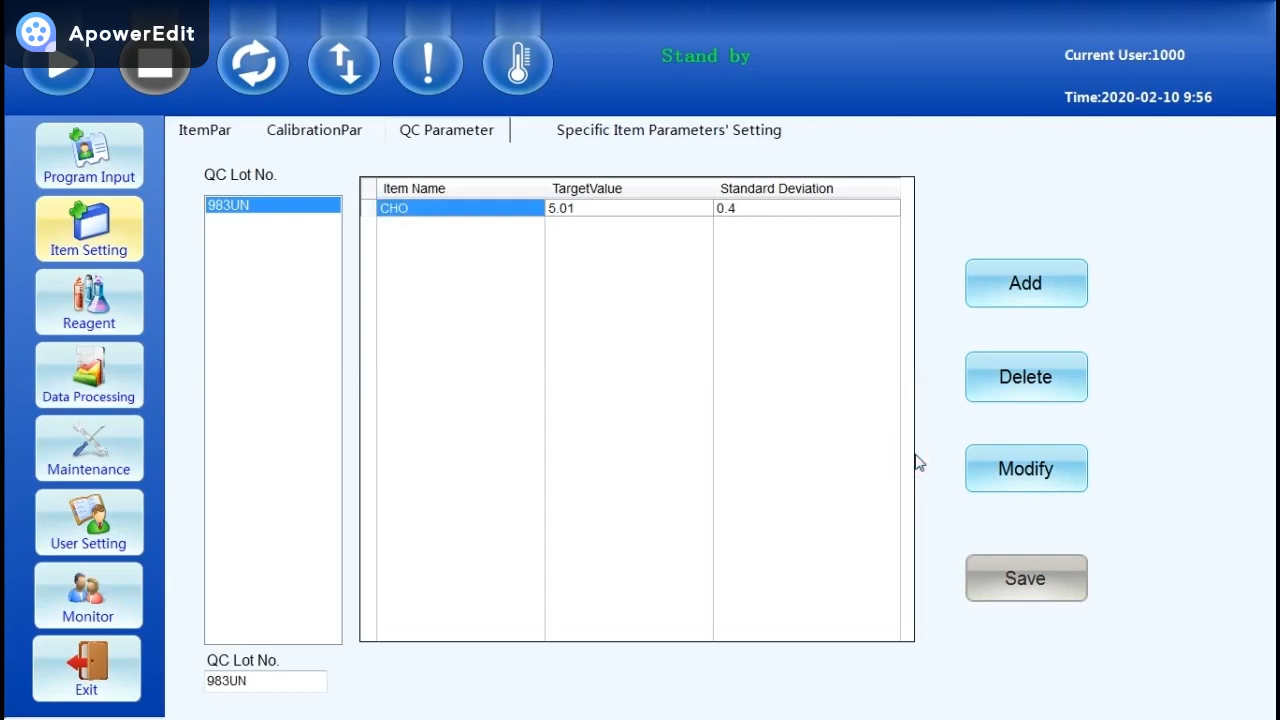 ApowerEdit
Stand by
Current User:1000
Time:2020-02-10 9:56
Program Input
Item Setting
Reagent
Data Processing
Maintenance
User Setting
Monitor
Exit
ItemPar CalibrationPar QC Parameter Specific Item Parameters' Setting
QC Lot No.
983UN
Item Name TargetValue Standard Deviation
CHO 5.01 0.4
Add
Delete
Modify
Save
QC Lot No.
983UN